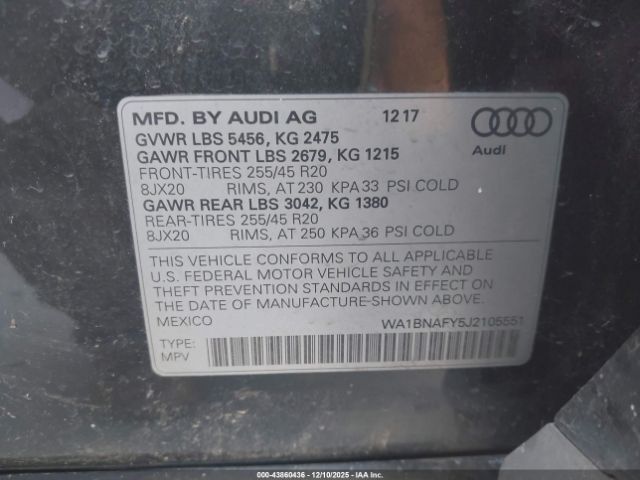 MFD. BY AUDI AG 12 17
GVWR LBS 5456, KG 2475
GAWR FRONT LBS 2679, KG 1215
FRONT-TIRES 255/45 R20
8JX20 RIMS, AT 230 KPA 33 PSI COLD
GAWR REAR LBS 3042, KG 1380
REAR-TIRES 255/45 R20
8JX20 RIMS, AT 250 KPA 36 PSI COLD
Audi
THIS VEHICLE CONFORMS TO ALL APPLICABLE
U.S. FEDERAL MOTOR VEHICLE SAFETY AND
THEFT PREVENTION STANDARDS IN EFFECT ON
THE DATE OF MANUFACTURE SHOWN ABOVE.
MEXICO WA1BNAFY5J2105551
TYPE:
MPV
000-43860436 - 12/10/2025 - IAA Inc.